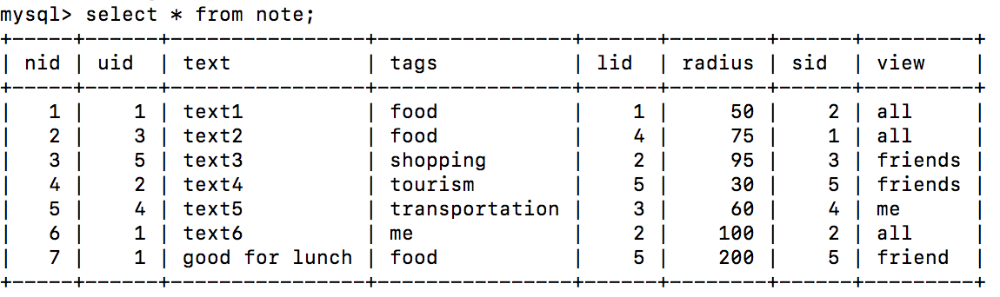 mysql> select * from note;
+-----+------+----------------+----------------+------+--------+------+---------+
| nid | uid  | text           | tags           | lid  | radius | sid  | view    |
+-----+------+----------------+----------------+------+--------+------+---------+
|   1 |    1 | text1          | food           |    1 |     50 |    2 | all     |
|   2 |    3 | text2          | food           |    4 |     75 |    1 | all     |
|   3 |    5 | text3          | shopping       |    2 |     95 |    3 | friends |
|   4 |    2 | text4          | tourism        |    5 |     30 |    5 | friends |
|   5 |    4 | text5          | transportation |    3 |     60 |    4 | me      |
|   6 |    1 | text6          | me             |    2 |    100 |    2 | all     |
|   7 |    1 | good for lunch | food           |    5 |    200 |    5 | friend  |
+-----+------+----------------+----------------+------+--------+------+---------+